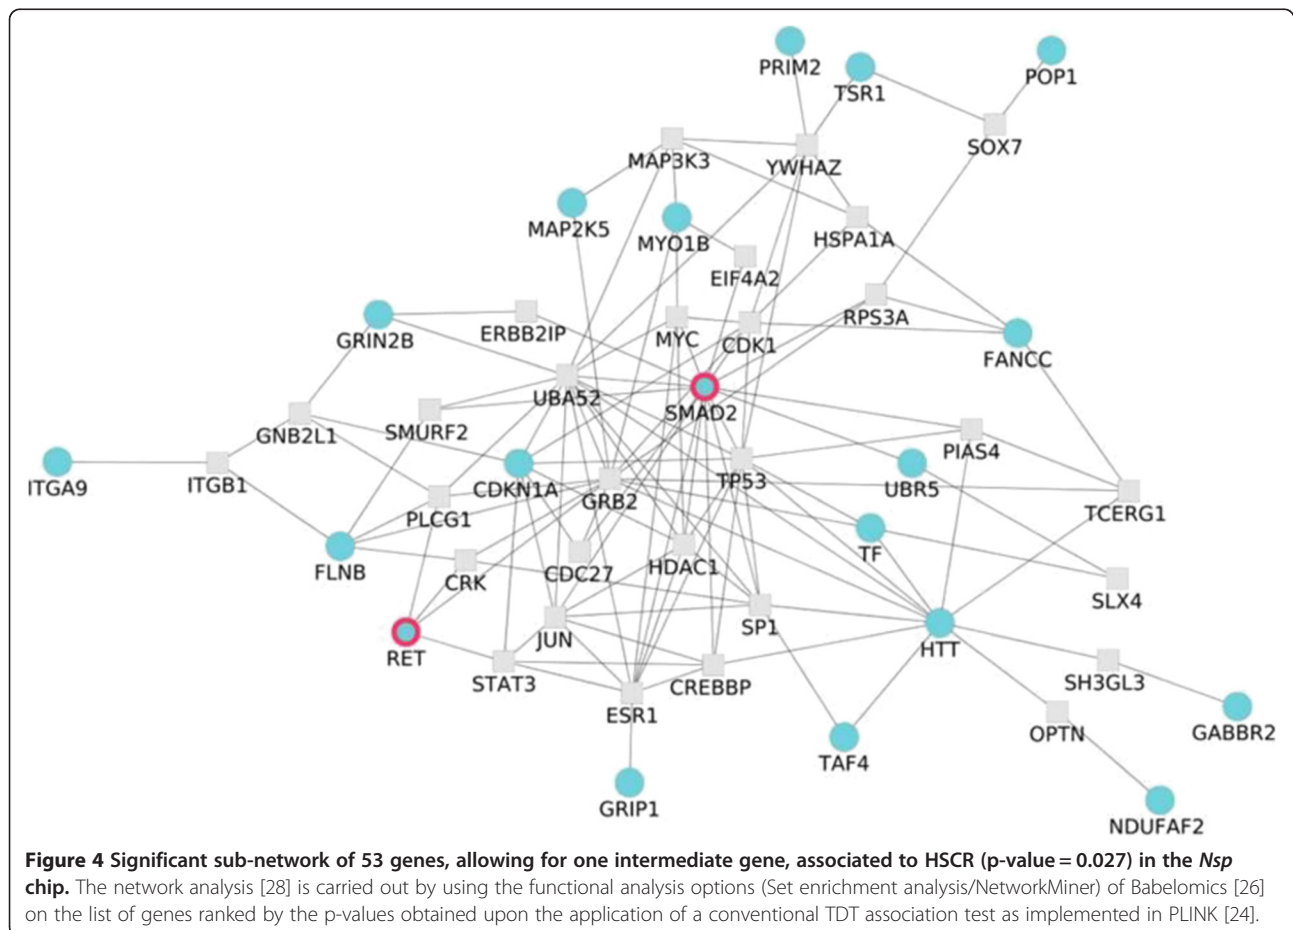 PRIM2
TSR1
POP1
MAP3K3
YWHAZ
SOX7
MAP2K5
MYO1B
HSPA1A
EIF4A2
GRIN2B
ERBB2IP
MYC
CDK1
RPS3A
FANCC
UBA52
SMAD2
GNB2L1
SMURF2
PIAS4
ITGA9
ITGB1
CDKN1A
GRB2
TP53
UBR5
TCERG1
PLCG1
FLNB
CRK
CDC27
HDAC1
TF
SLX4
RET
JUN
SP1
HTT
STAT3
ESR1
CREBBP
SH3GL3
OPTN
GABBR2
TAF4
GRIP1
NDUFAF2
Figure 4 Significant sub-network of 53 genes, allowing for one intermediate gene, associated to HSCR (p-value = 0.027) in the Nsp
chip. The network analysis [28] is carried out by using the functional analysis options (Set enrichment analysis/NetworkMiner) of Babelomics [26]
on the list of genes ranked by the p-values obtained upon the application of a conventional TDT association test as implemented in PLINK [24].